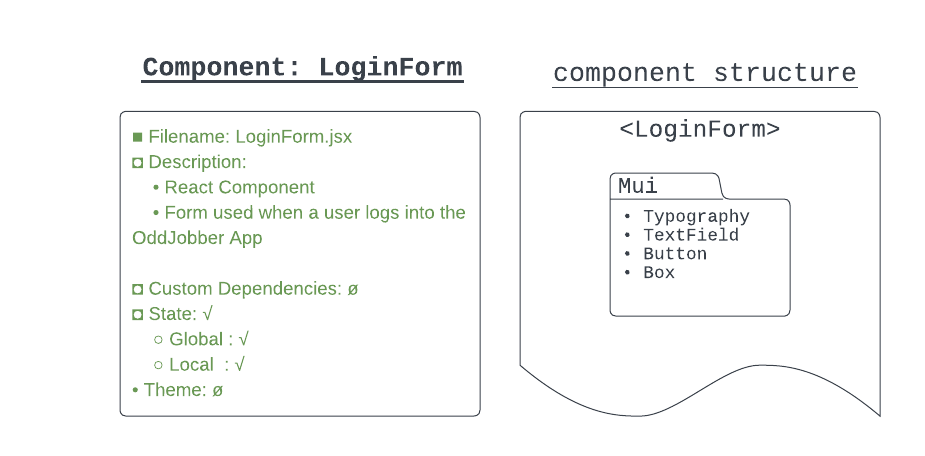 Component: LoginForm
◘ Filename: LoginForm.jsx
◘ Description:
• React Component
• Form used when a user logs into the
OddJobber App
◘ Custom Dependencies: ø
◘ State: √
○ Global : √
○ Local  : √
• Theme: ø
component structure
<LoginForm>
Mui
• Typography
• TextField
• Button
• Box